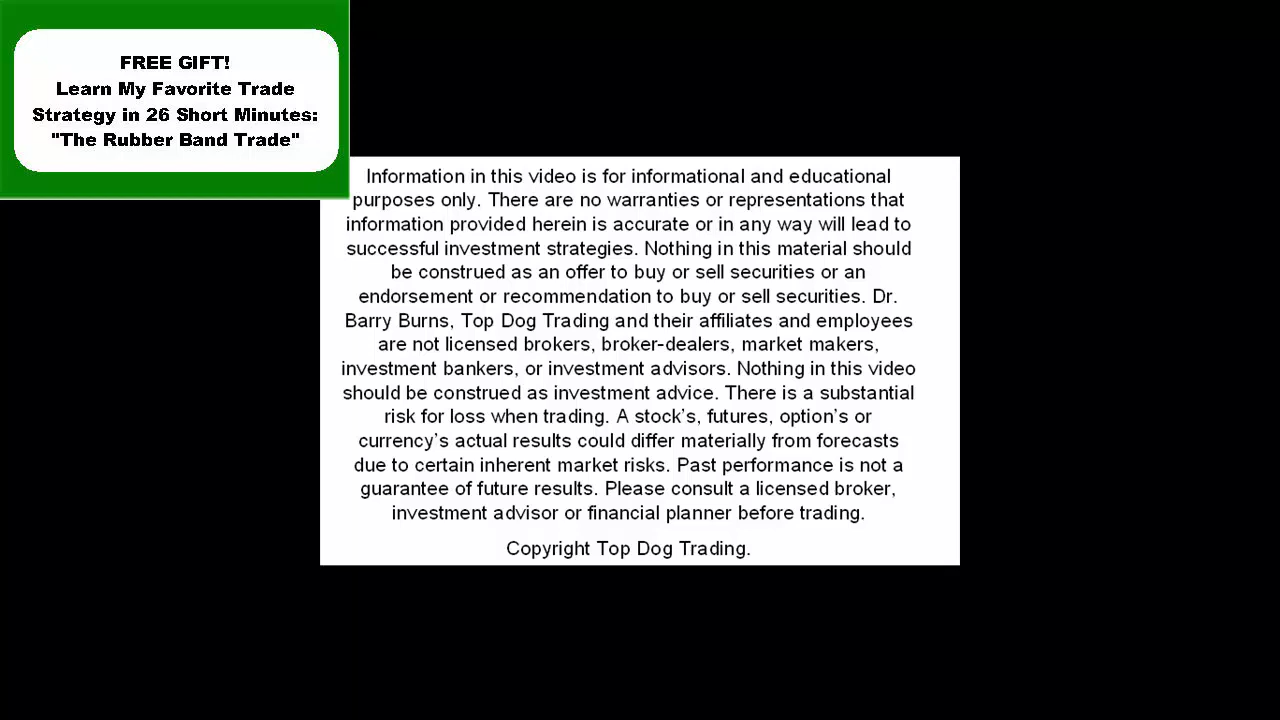 FREE GIFT!
Learn My Favorite Trade
Strategy in 26 Short Minutes:
"The Rubber Band Trade"
Information in this video is for informational and educational
purposes only. There are no warranties or representations that
information provided herein is accurate or in any way will lead to
successful investment strategies. Nothing in this material should
be construed as an offer to buy or sell securities or an
endorsement or recommendation to buy or sell securities. Dr.
Barry Burns, Top Dog Trading and their affiliates and employees
are not licensed brokers, broker-dealers, market makers,
investment bankers, or investment advisors. Nothing in this video
should be construed as investment advice. There is a substantial
risk for loss when trading. A stock’s, futures, option’s or
currency’s actual results could differ materially from forecasts
due to certain inherent market risks. Past performance is not a
guarantee of future results. Please consult a licensed broker,
investment advisor or financial planner before trading.
Copyright Top Dog Trading.